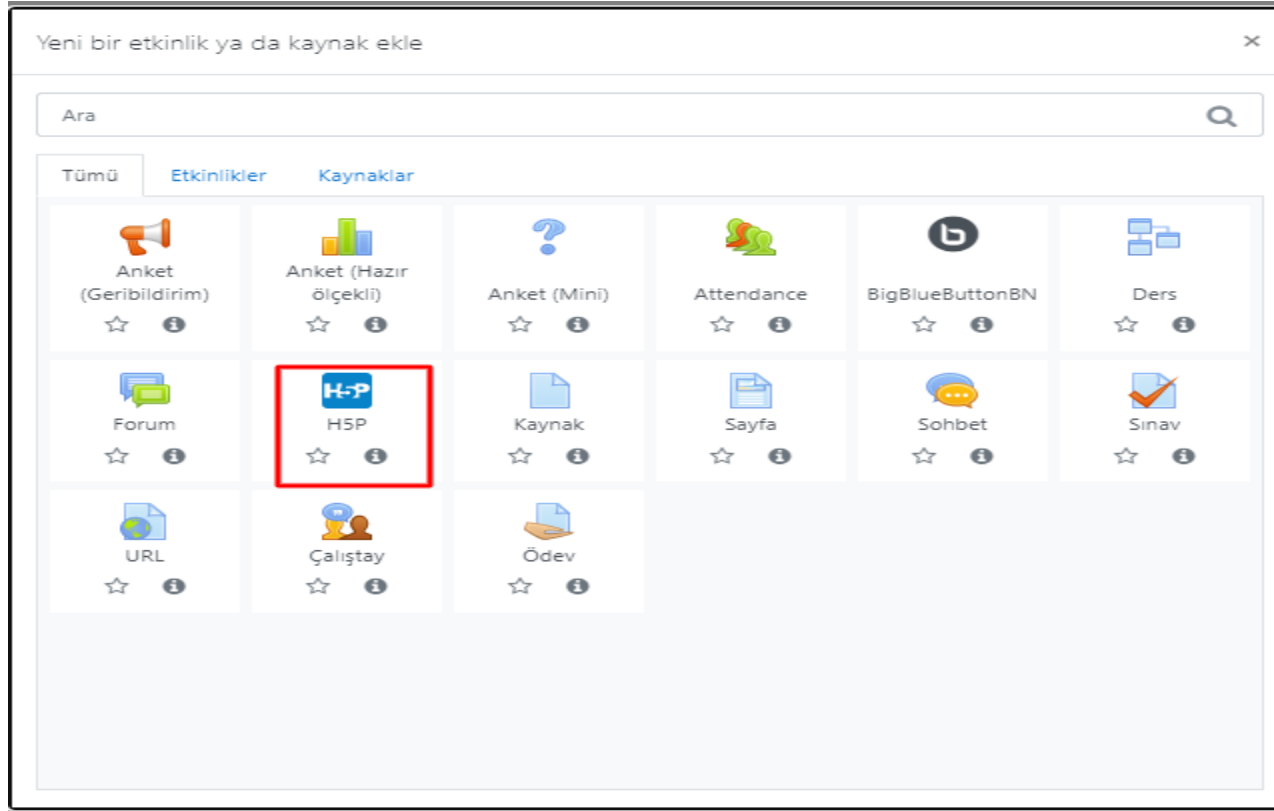 Yeni bir etkinlik ya da kaynak ekle
Ara
Tümü Etkinlikler Kaynaklar
Anket (Geribildirim)
Anket (Hazır ölçekli)
Anket (Mini)
Attendance
BigBlueButtonBN
Ders
Forum
H5P
H5P
Kaynak
Sayfa
Sohbet
Sınav
URL
Çalıştay
Ödev